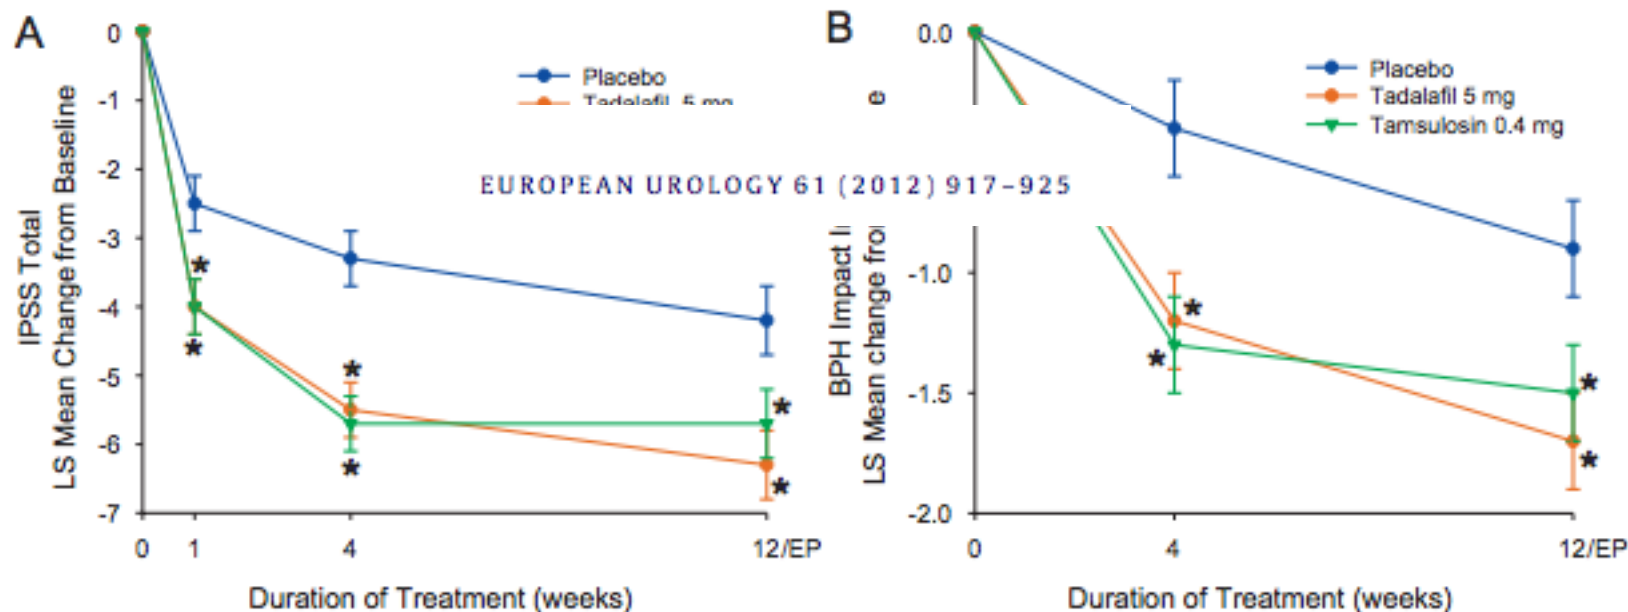 A
IPSS Total
LS Mean Change from Baseline
0
-1
-2
-3
-4
-5
-6
-7
Placebo
Tadalafil 5 mg
*
*
*
*
*
*
0 1 4 12/EP
Duration of Treatment (weeks)
EUROPEAN UROLOGY 61 (2012) 917–925
B
BPH Impact
LS Mean change
0.0
-1.0
-1.5
-2.0
Placebo
Tadalafil 5 mg
Tamsulosin 0.4 mg
*
*
*
*
0 4 12/EP
Duration of Treatment (weeks)